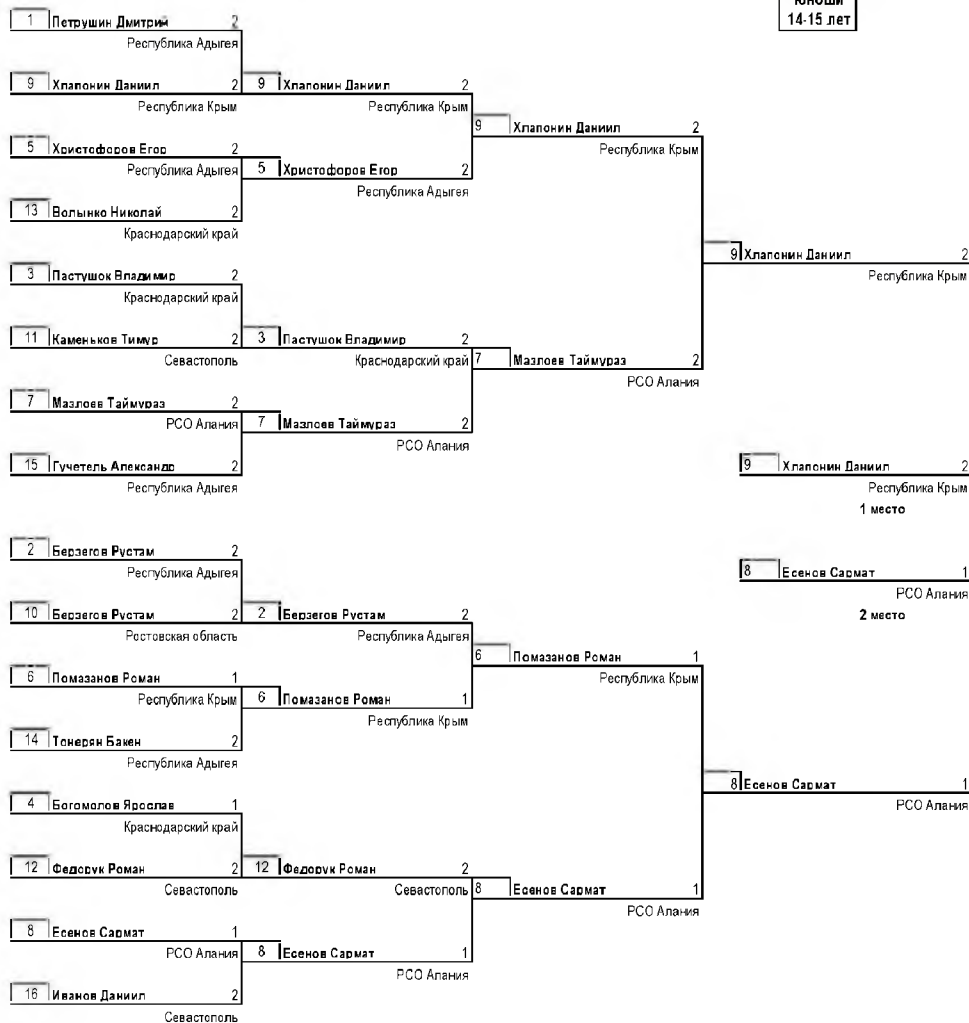 юноши
14-15 лет
1 Петрушин Дмитрий 2
Республика Адыгея
9 Хлапонин Даниил 2 9 Хлапонин Даниил 2
Республика Крым Республика Крым
9 Хлапонин Даниил 2
5 Христофоров Егор 2 Республика Крым
Республика Адыгея 5 Христофоров Егор 2
Республика Адыгея
13 Волынко Николай 2
Краснодарский край
9 Хлапонин Даниил 2
3 Пастушок Владимир 2 Республика Крым
Краснодарский край
11 Каменьков Тимур 2 3 Пастушок Владимир 2
Севастополь Краснодарский край 7 Мазлоев Таймураз 2
РСО Алания
7 Мазлоев Таймураз 2
РСО Алания 7 Мазлоев Таймураз 2
РСО Алания
15 Гучетель Александр 2 9 Хлапонин Даниил 2
Республика Адыгея Республика Крым
1 место
2 Берзегов Рустам 2
Республика Адыгея 8 Есенов Сармат 1
РСО Алания
10 Берзегов Рустам 2 2 Берзегов Рустам 2 2 место
Ростовская область Республика Адыгея
6 Помазанов Роман 1
6 Помазанов Роман 1 Республика Крым
Республика Крым 6 Помазанов Роман 1
Республика Крым
14 Тонерян Бакен 2
Республика Адыгея
8 Есенов Сармат 1
4 Богомолов Ярослав 1 РСО Алания
Краснодарский край
12 Федорук Роман 2 12 Федорук Роман 2
Севастополь Севастополь 8 Есенов Сармат 1
РСО Алания
8 Есенов Сармат 1
РСО Алания 8 Есенов Сармат 1
РСО Алания
16 Иванов Даниил 2
Севастополь